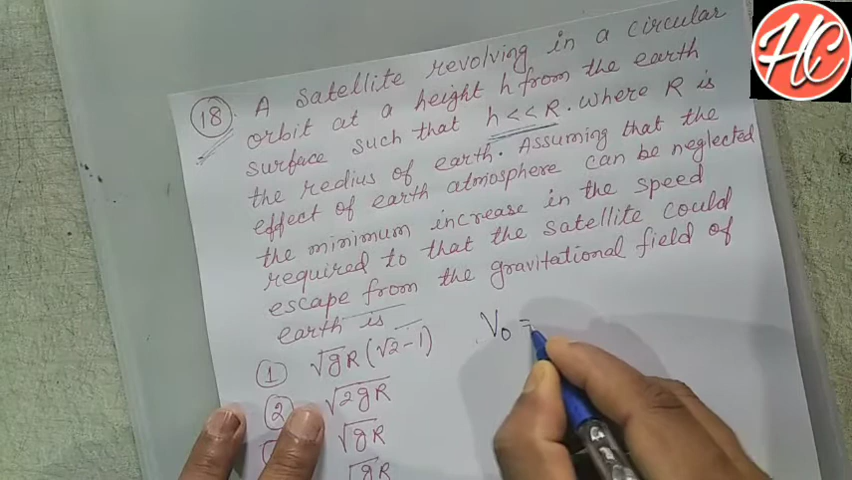 HC
18. A satellite revolving in a circular
orbit at a height h from the earth
surface such that h<<R. where R is
the radius of earth. Assuming that the
effect of earth atmosphere can be neglected
the minimum increase in the speed
required to that the satellite could
escape from the gravitational field of
earth is
1 √gR(√2-1)
V₀ =
2 √2gR
√gR
√gR